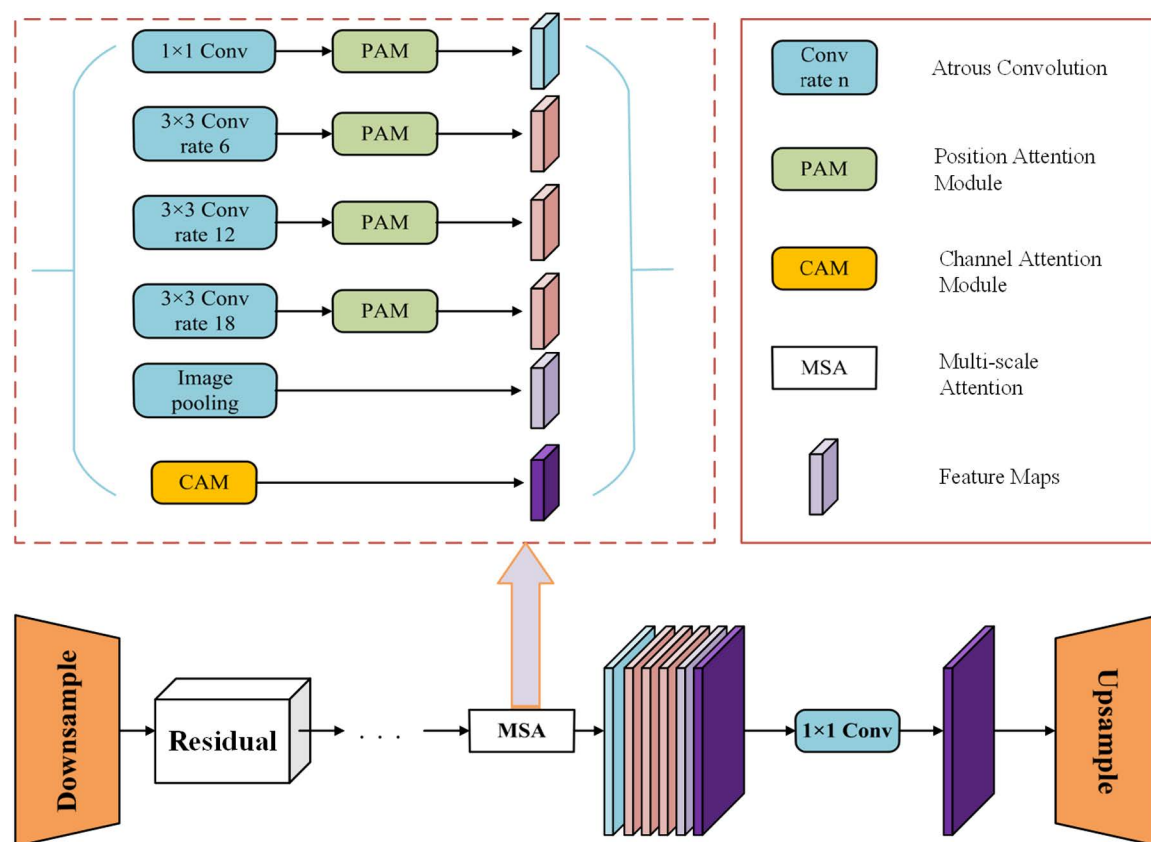 1×1 Conv
PAM
3×3 Conv
rate 6
PAM
3×3 Conv
rate 12
PAM
3×3 Conv
rate 18
PAM
Image
pooling
CAM
Conv
rate n
Atrous Convolution
PAM
Position Attention
Module
CAM
Channel Attention
Module
MSA
Multi-scale
Attention
Feature Maps
Downsample
Residual
. . .
MSA
1×1 Conv
Upsample